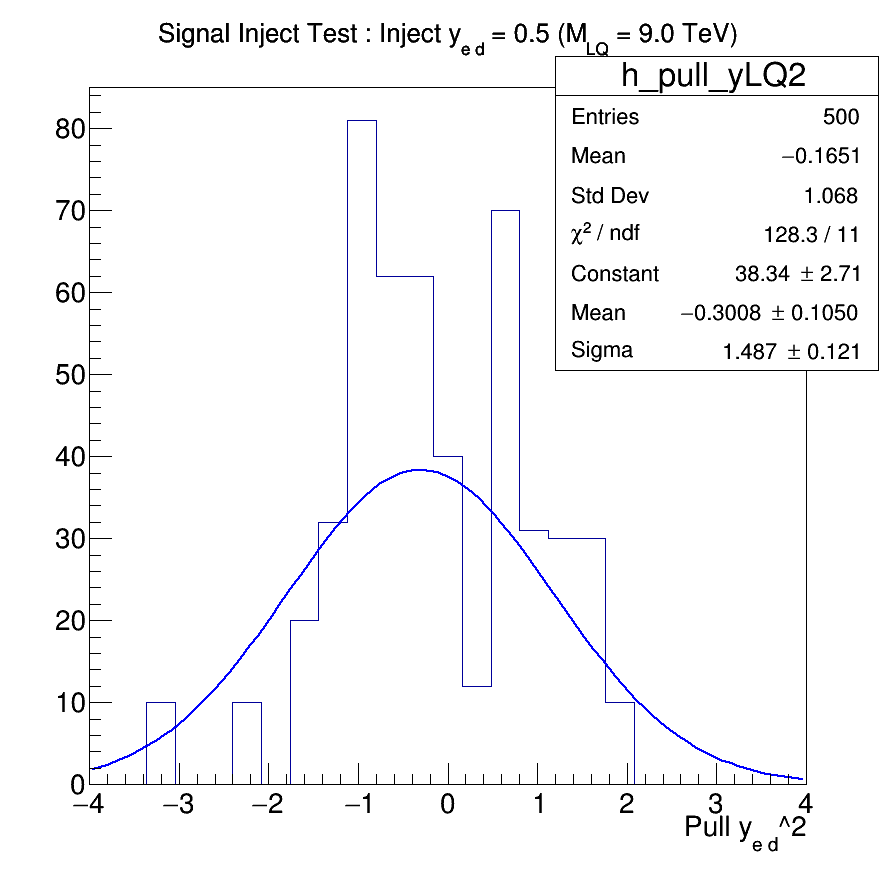 Signal Inject Test : Inject y_{e d} = 0.5 (M_{LQ} = 9.0 TeV)
h_pull_yLQ2
Entries 500
Mean −0.1651
Std Dev 1.068
χ² / ndf 128.3 / 11
Constant 38.34 ± 2.71
Mean −0.3008 ± 0.1050
Sigma 1.487 ± 0.121
80
70
60
50
40
30
20
10
0
−4 −3 −2 −1 0 1 2 3 4
Pull y_{e d}^2